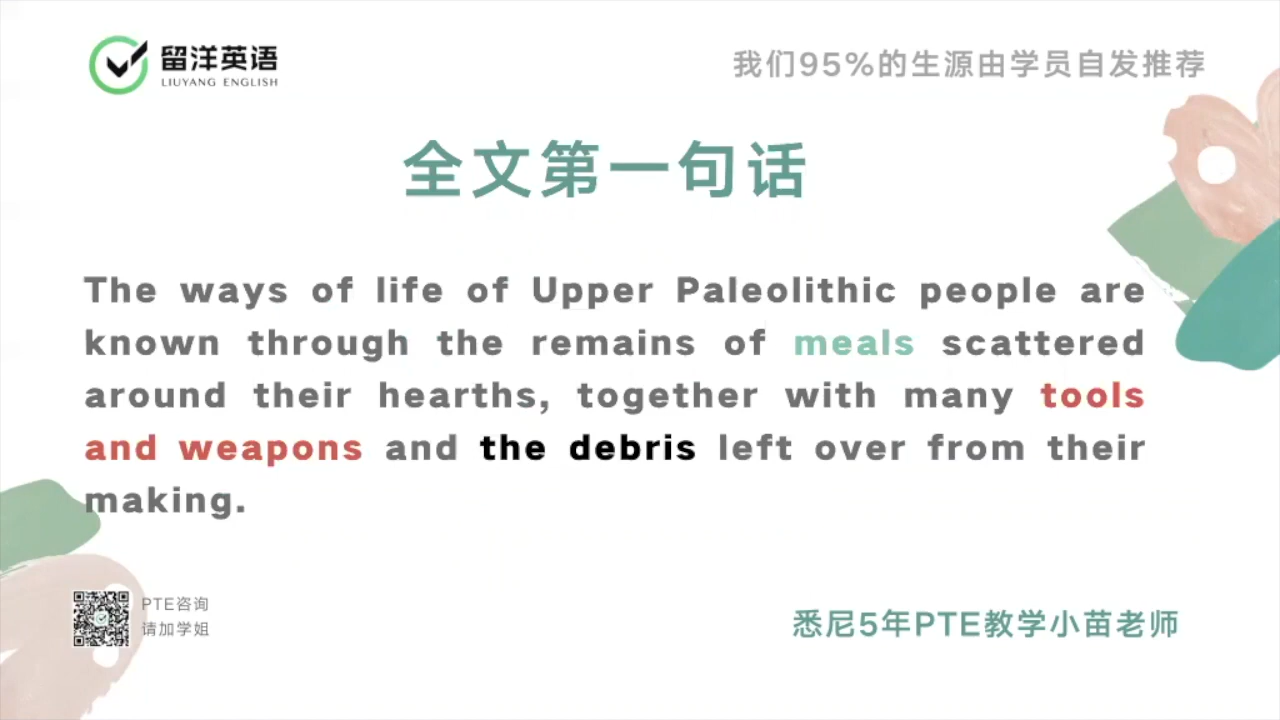 留洋英语
LIUYANG ENGLISH
我们95%的生源由学员自发推荐
全文第一句话
The ways of life of Upper Paleolithic people are
known through the remains of meals scattered
around their hearths, together with many tools
and weapons and the debris left over from their
making.
PTE咨询
请加学姐
悉尼5年PTE教学小苗老师